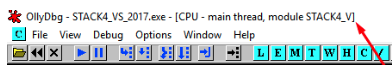 OllyDbg - STACK4_VS_2017.exe - [CPU - main thread, module STACK4_V]
C File View Debug Options Window Help
L E M T W H C /